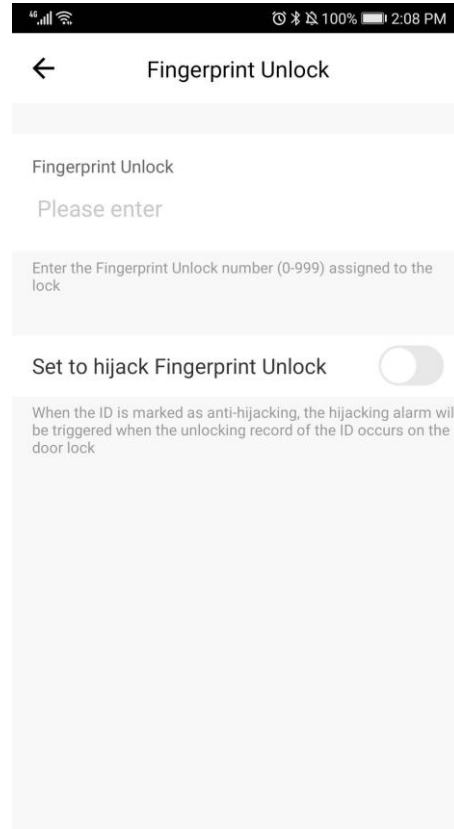 46 100% 2:08 PM
Fingerprint Unlock
Fingerprint Unlock
Please enter
Enter the Fingerprint Unlock number (0-999) assigned to the
lock
Set to hijack Fingerprint Unlock
When the ID is marked as anti-hijacking, the hijacking alarm wil
be triggered when the unlocking record of the ID occurs on the
door lock